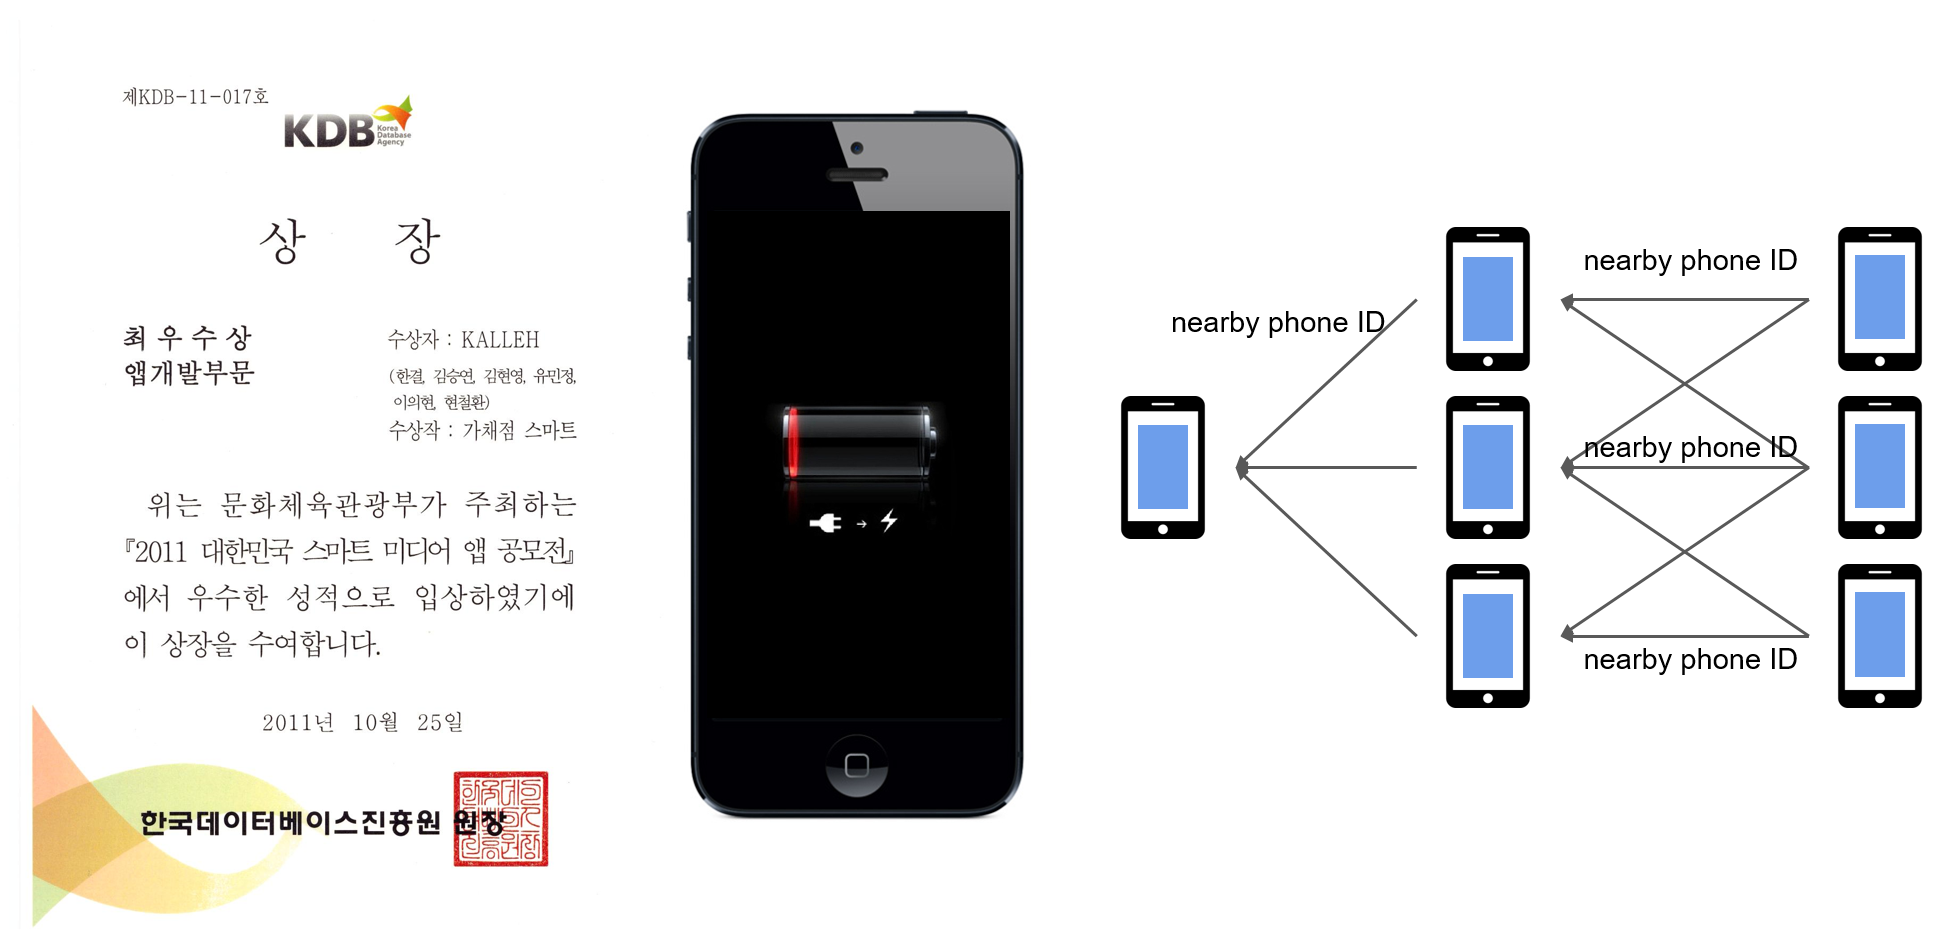 제KDB-11-017호
KDB
Korea
Database
Agency
상 장
최우수상
앱개발부문
수상자 : KALLEH
(한결, 김승연, 김현영, 유민정,
이의현, 현철환)
수상작 : 가채점 스마트
위는 문화체육관광부가 주최하는
『2011 대한민국 스마트 미디어 앱 공모전』
에서 우수한 성적으로 입상하였기에
이 상장을 수여합니다.
2011년 10월 25일
한국데이터베이스진흥원 원장
nearby phone ID
nearby phone ID
nearby phone ID
nearby phone ID